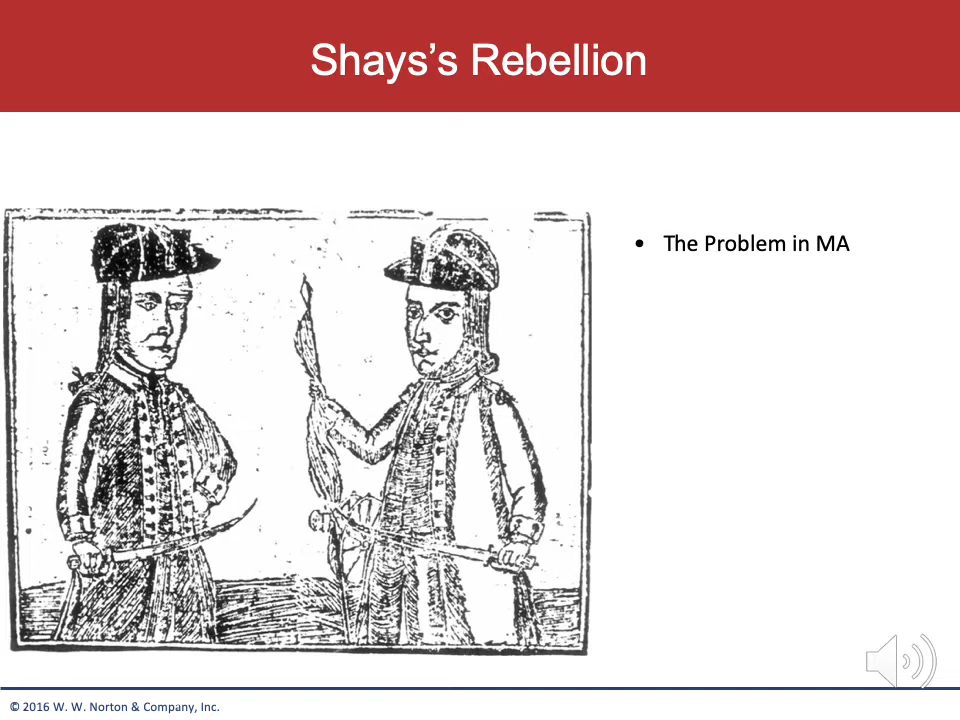 Shays’s Rebellion
• The Problem in MA
© 2016 W. W. Norton & Company, Inc.